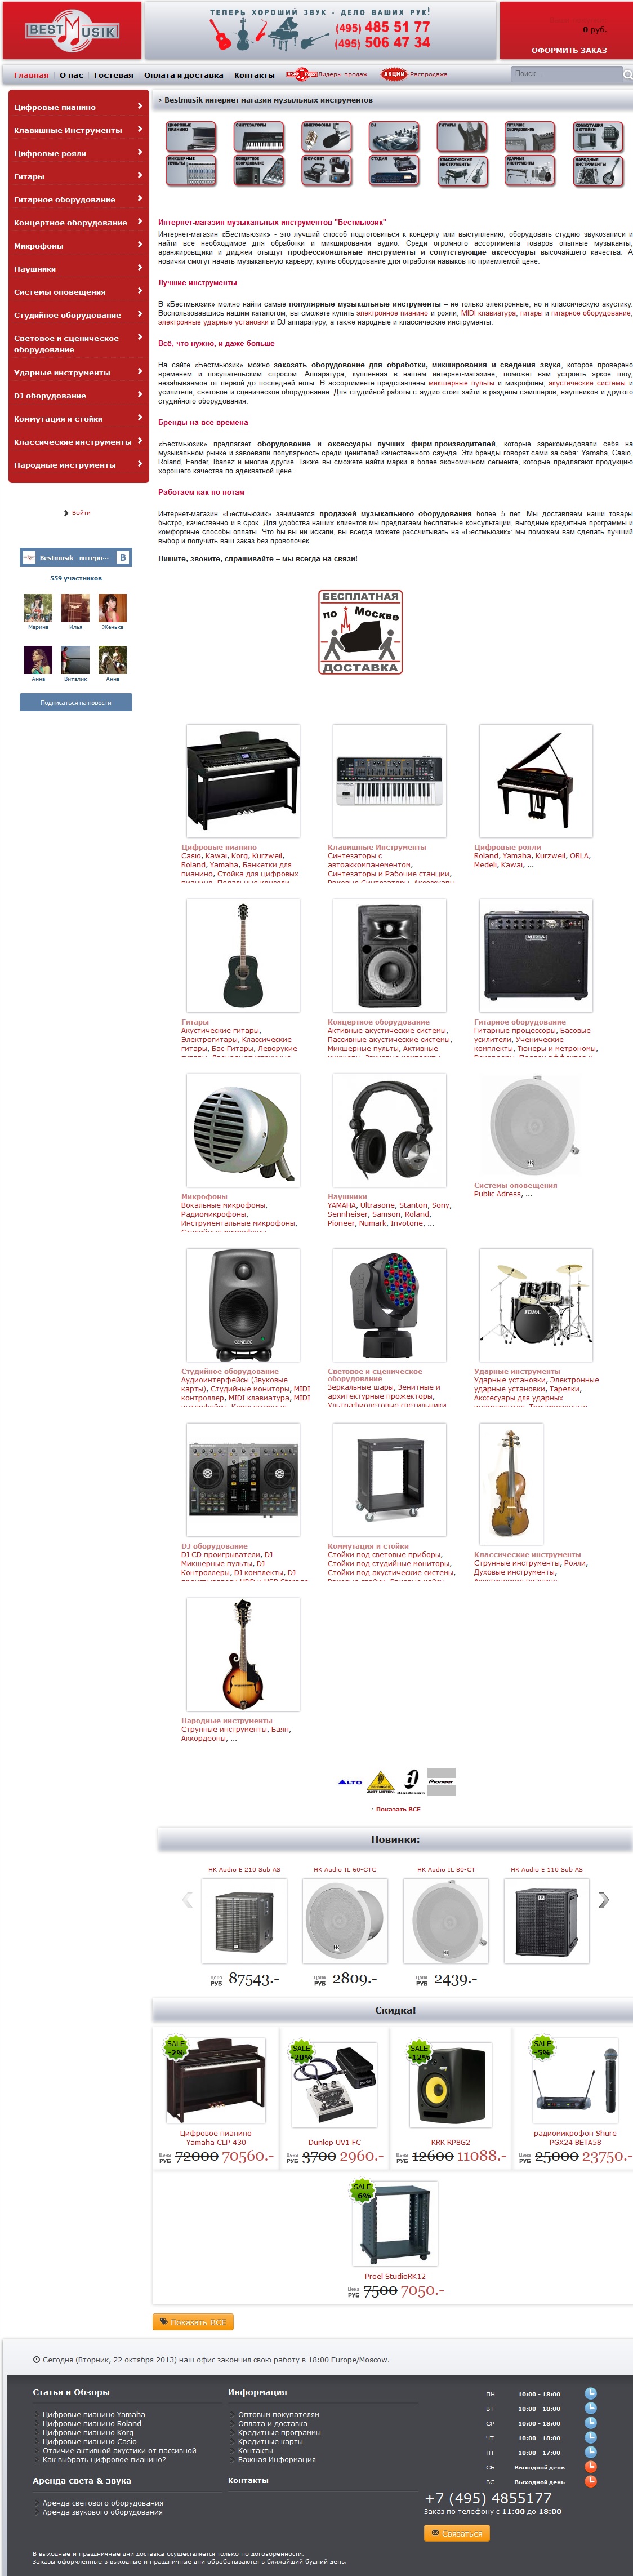 BESTMUSIK
ТЕПЕРЬ ХОРОШИЙ ЗВУК - ДЕЛО ВАШИХ РУК!
(495) 485 51 77
(495) 506 47 34
0 руб.
ОФОРМИТЬ ЗАКАЗ
Главная О нас Гостевая Оплата и доставка Контакты Лидеры продаж АКЦИИ Распродажа
Поиск...
Цифровые пианино
Клавишные Инструменты
Цифровые рояли
Гитары
Гитарное оборудование
Концертное оборудование
Микрофоны
Наушники
Системы оповещения
Студийное оборудование
Световое и сценическое
оборудование
Ударные инструменты
DJ оборудование
Коммутация и стойки
Классические инструменты
Народные инструменты
Войти
Bestmusik - интерн---
559 участников
Марина Илья Женька
Анна Виталик Анна
Подписаться на новости
Bestmusik интернет магазин музыкальных инструментов
ЦИФРОВЫЕ ПИАНИНО СИНТЕЗАТОРЫ МИКРОФОНЫ DJ ГИТАРЫ ГИТАРНОЕ ОБОРУДОВАНИЕ КОММУТАЦИЯ И СТОЙКИ
МИКШЕРНЫЕ ПУЛЬТЫ КОНЦЕРТНОЕ ОБОРУДОВАНИЕ ШОУ-СВЕТ СТУДИЯ КЛАССИЧЕСКИЕ ИНСТРУМЕНТЫ УДАРНЫЕ ИНСТРУМЕНТЫ НАРОДНЫЕ ИНСТРУМЕНТЫ
Интернет-магазин музыкальных инструментов "Бестмьюзик"
Интернет-магазин «Бестмьюзик» - это лучший способ подготовиться к концерту или выступлению, оборудовать студию звукозаписи и
найти всё необходимое для обработки и микширования аудио. Среди огромного ассортимента товаров опытные музыканты,
аранжировщики и диджеи отыщут профессиональные инструменты и сопутствующие аксессуары высочайшего качества. А
новички смогут начать музыкальную карьеру, купив оборудование для отработки навыков по приемлемой цене.
Лучшие инструменты
В «Бестмьюзик» можно найти самые популярные музыкальные инструменты – не только электронные, но и классическую акустику.
Воспользовавшись нашим каталогом, вы сможете купить электронное пианино и рояли, MIDI клавиатура, гитары и гитарное оборудование,
электронные ударные установки и DJ аппаратуру, а также народные и классические инструменты.
Всё, что нужно, и даже больше
На сайте «Бестмьюзик» можно заказать оборудование для обработки, микширования и сведения звука, которое проверено
временем и покупательским спросом. Аппаратура, купленная в нашем интернет-магазине, поможет вам устроить яркое шоу,
незабываемое от первой до последней ноты. В ассортименте представлены микшерные пульты и микрофоны, акустические системы и
усилители, световое и сценическое оборудование. Для студийной работы с аудио стоит зайти в разделы сэмплеров, наушников и другого
студийного оборудования.
Бренды на все времена
«Бестмьюзик» предлагает оборудование и аксессуары лучших фирм-производителей, которые зарекомендовали себя на
музыкальном рынке и завоевали репутацию у самых взыскательных ценителей качественного саунда. Эти бренды говорят сами за себя: Yamaha, Casio,
Roland, Fender, Ibanez и многие другие. Также вы сможете найти марки в более экономичном сегменте, которые предлагают продукцию
хорошего качества по адекватной цене.
Работаем как по нотам
Интернет-магазин «Бестмьюзик» занимается продажей музыкального оборудования более 5 лет. Мы доставляем наши товары
быстро, качественно и в срок. Для удобства наших клиентов мы предлагаем бесплатные консультации, выгодные кредитные программы и
комфортные способы оплаты. Что бы вы ни искали, вы всегда можете рассчитывать на «Бестмьюзик»: мы поможем вам сделать лучший
выбор и получить ваш заказ без проволочек.
Пишите, звоните, спрашивайте – мы всегда на связи!
БЕСПЛАТНАЯ
по Москве
ДОСТАВКА
Цифровые пианино
Casio, Kawai, Korg, Kurzweil,
Roland, Yamaha, Банкетки для
пианино, Стойка для цифровых
Клавишные Инструменты
Синтезаторы с
автоаккомпанементом,
Синтезаторы и Рабочие станции,
Цифровые рояли
Roland, Yamaha, Kurzweil, ORLA,
Medeli, Kawai, ...
Гитары
Акустические гитары,
Электрогитары, Классические
гитары, Бас-Гитары, Леворукие
Концертное оборудование
Активные акустические системы,
Пассивные акустические системы,
Микшерные пульты, Активные
Гитарное оборудование
Гитарные процессоры, Басовые
усилители, Ученические
комплекты, Тюнеры и метрономы,
Микрофоны
Вокальные микрофоны,
Радиомикрофоны,
Инструментальные микрофоны,
Наушники
YAMAHA, Ultrasone, Stanton, Sony,
Sennheiser, Samson, Roland,
Pioneer, Numark, Invotone, ...
Системы оповещения
Public Adress, ...
Студийное оборудование
Аудиоинтерфейсы (Звуковые
карты), Студийные мониторы, MIDI
контроллер, MIDI клавиатура, MIDI
Световое и сценическое
оборудование
Зеркальные шары, Зенитные и
архитектурные прожекторы,
Ультрафиолетовые светильники
Ударные инструменты
Ударные установки, Электронные
ударные установки, Тарелки,
Акссесуары для ударных
DJ оборудование
DJ CD проигрыватели, DJ
Микшерные пульты, DJ
Контроллеры, DJ комплекты, DJ
Коммутация и стойки
Стойки под световые приборы,
Стойки под студийные мониторы,
Стойки под акустические системы,
Классические инструменты
Струнные инструменты, Рояли,
Духовые инструменты,
Народные инструменты
Струнные инструменты, Баян,
Аккордеоны, ...
ALTO BEHRINGER JUST LISTEN. digidesign Pioneer
Показать ВСЕ
Новинки:
HK Audio E 210 Sub AS HK Audio IL 60-CTC HK Audio IL 80-CT HK Audio E 110 Sub AS
Цена РУБ 87543.- Цена РУБ 2809.- Цена РУБ 2439.-
Скидка!
SALE -2% SALE -20% SALE -12% SALE -5%
Цифровое пианино
Yamaha CLP 430
Dunlop UV1 FC
KRK RP8G2
радиомикрофон Shure
PGX24 BETA58
Цена РУБ 72000 70560.- Цена РУБ 3700 2960.- Цена РУБ 12600 11088.- Цена РУБ 25000 23750.-
SALE -6%
Proel StudioRK12
Цена РУБ 7500 7050.-
Показать ВСЕ
Сегодня (Вторник, 22 октября 2013) наш офис закончил свою работу в 18:00 Europe/Moscow.
Статьи и Обзоры
Цифровые пианино Yamaha
Цифровые пианино Roland
Цифровые пианино Korg
Цифровые пианино Casio
Отличие активной акустики от пассивной
Как выбрать цифровое пианино?
Информация
Оптовым покупателям
Оплата и доставка
Кредитные программы
Кредитные карты
Контакты
Важная Информация
Аренда света & звука
Аренда светового оборудования
Аренда звукового оборудования
Контакты
ПН 10:00 - 18:00
ВТ 10:00 - 18:00
СР 10:00 - 18:00
ЧТ 10:00 - 18:00
ПТ 10:00 - 17:00
СБ Выходной день
ВС Выходной день
+7 (495) 4855177
Заказ по телефону с 11:00 до 18:00
Связаться
В выходные и праздничные дни доставка осуществляется только по договоренности.
Заказы оформленные в выходные и праздничные дни обрабатываются в ближайший будний день.